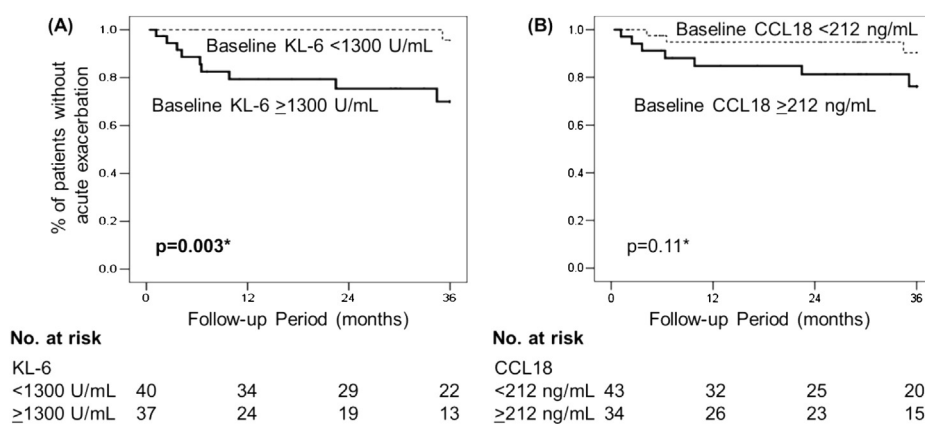 (A)
% of patients without
acute exacerbation
1.0
0.8
0.6
0.4
0.2
0.0
Baseline KL-6 <1300 U/mL
Baseline KL-6 ≥1300 U/mL
p=0.003*
0 12 24 36
Follow-up Period (months)
No. at risk
KL-6
<1300 U/mL 40 34 29 22
≥1300 U/mL 37 24 19 13
(B)
1.0
0.8
0.6
0.4
0.2
0.0
Baseline CCL18 <212 ng/mL
Baseline CCL18 ≥212 ng/mL
p=0.11*
0 12 24 36
Follow-up Period (months)
No. at risk
CCL18
<212 ng/mL 43 32 25 20
≥212 ng/mL 34 26 23 15